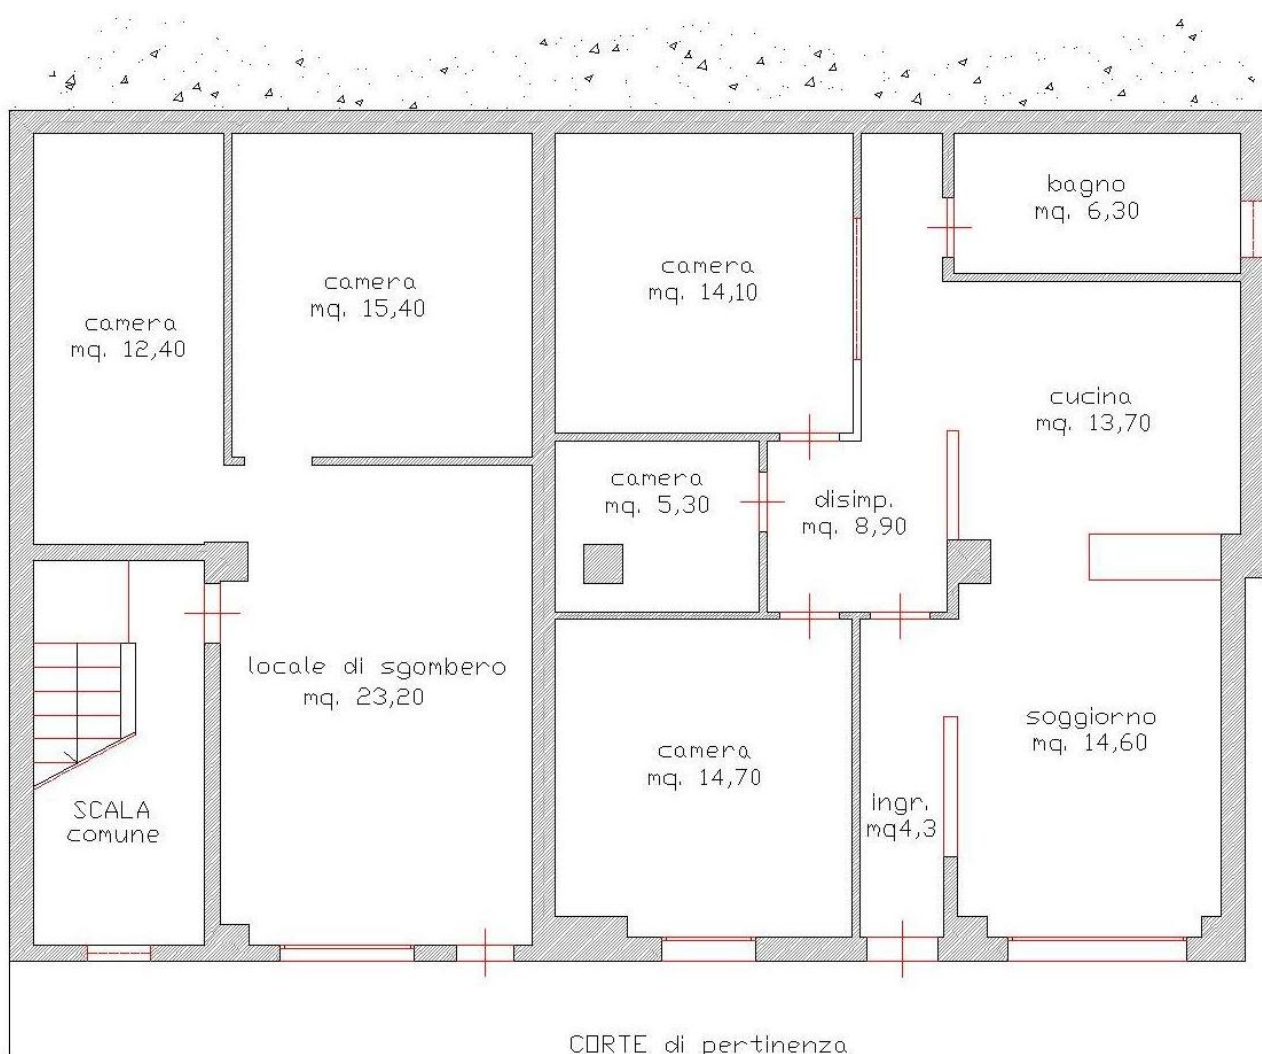 bagno
mq. 6,30
camera
mq. 14,10
camera
mq. 15,40
camera
mq. 12,40
cucina
mq. 13,70
camera
mq. 5,30
disimp.
mq. 8,90
locale di sgombero
mq. 23,20
soggiorno
mq. 14,60
camera
mq. 14,70
ingr.
mq4,3
SCALA
comune
CORTE di pertinenza